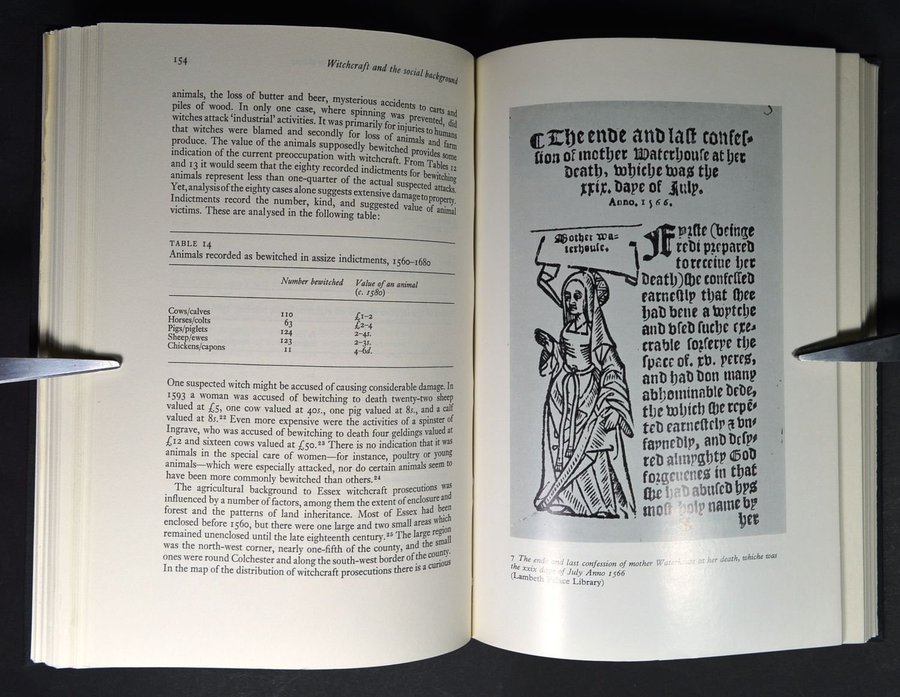 154
Witchcraft and the social background
animals, the loss of butter and beer, mysterious accidents to carts and
piles of wood. In only one case, where spinning was prevented, did
witches attack 'industrial' activities. It was primarily for injuries to humans
that witches were blamed and secondly for loss of animals and farm
produce. The value of the animals supposedly bewitched provides some
indication of the current preoccupation with witchcraft. From Tables 12
and 13 it would seem that the eighty recorded indictments for bewitching
animals represent less than one-quarter of the actual suspected attacks.
Yet, analysis of the eighty cases alone suggests extensive damage to property.
Indictments record the number, kind, and suggested value of animal
victims. These are analysed in the following table:
TABLE 14
Animals recorded as bewitched in assize indictments, 1560–1680
Number bewitched Value of an animal
(c. 1580)
Cows/calves 110 £1–2
Horses/colts 63 £2–4
Pigs/piglets 124 2–4s.
Sheep/ewes 123 2–3s.
Chickens/capons 11 4–6d.
One suspected witch might be accused of causing considerable damage. In
1593 a woman was accused of bewitching to death twenty-two sheep
valued at £5, one cow valued at 40s., one pig valued at 8s., and a calf
valued at 8s.²² Even more expensive were the activities of a spinster of
Ingrave, who was accused of bewitching to death four geldings valued at
£12 and sixteen cows valued at £50.²³ There is no indication that it was
animals in the special care of women—for instance, poultry or young
animals—which were especially attacked, nor do certain animals seem to
have been more commonly bewitched than others.²⁴
The agricultural background to Essex witchcraft prosecutions was
influenced by a number of factors, among them the extent of enclosure and
forest and the patterns of land inheritance. Most of Essex had been
enclosed before 1560, but there were one large and two small areas which
remained unenclosed until the late eighteenth century.²⁵ The large region
was the north-west corner, nearly one-fifth of the county, and the small
ones were round Colchester and along the south-west border of the county.
In the map of the distribution of witchcraft prosecutions there is a curious
¶ The ende and last confes-
sion of mother Waterhouse at her
death, whiche was the
xxix. daye of July.
Anno. 1566.
Mother wa=
terhouse.
Fyrste (beinge
redi prepared
to receiue her
death) she confessed
earnestly that shee
had bene a wytche
and vsed suche exe-
crable sorserye the
space of. xv. yeres,
and had don many
abhominable dede,
the which she repē-
ted earnestely & vn-
faynedly, and desy-
red almyghty God
forgeuenes in that
she had abused hys
most holy name by
her
7 The ende and last confession of mother Waterhouse at her death, whiche was
the xxix daye of July Anno 1566
(Lambeth Palace Library)